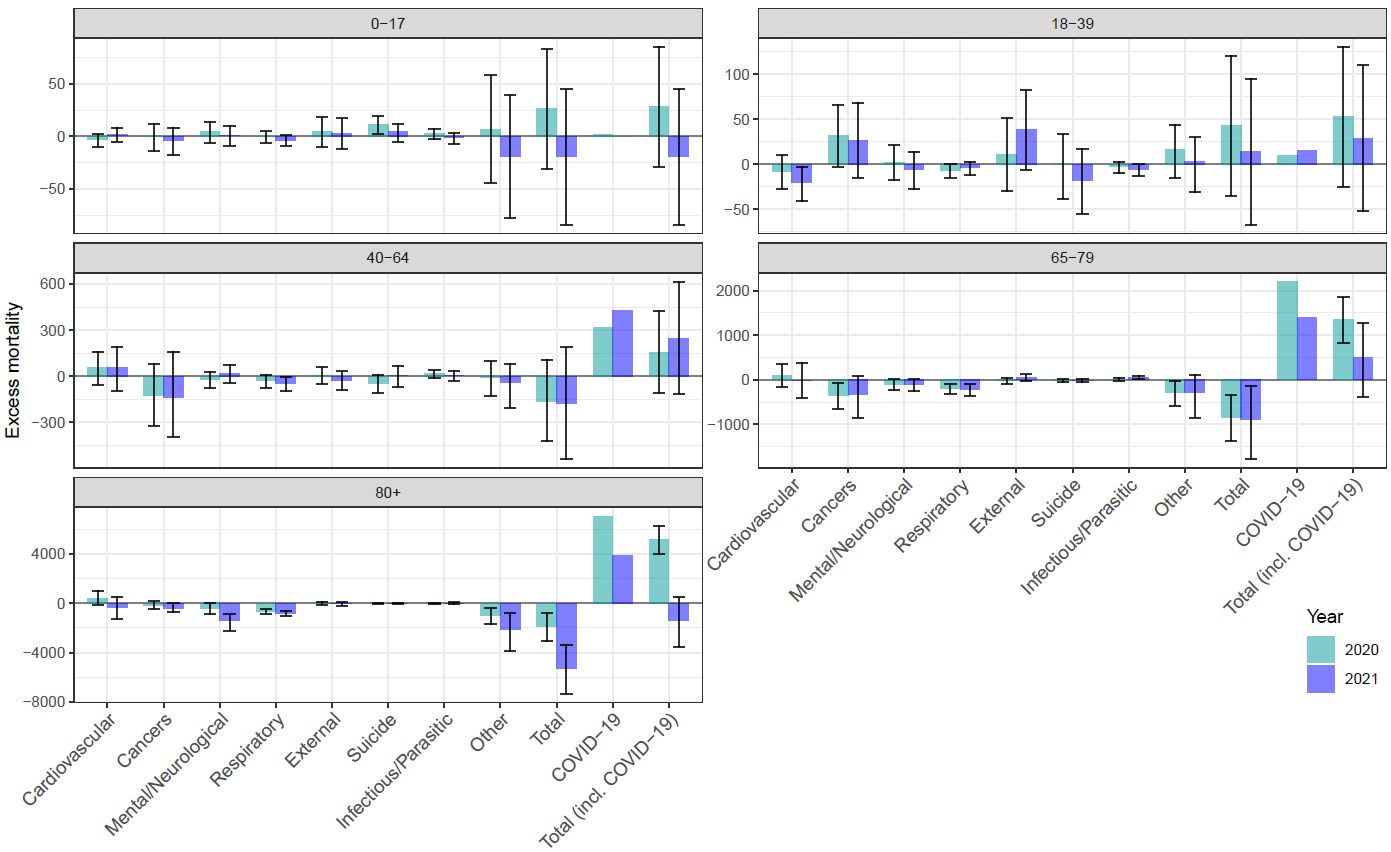 0−17
50
0
−50
18−39
100
50
0
−50
Excess mortality
40−64
600
300
0
−300
65−79
2000
1000
0
−1000
80+
4000
0
−4000
−8000
Cardiovascular
Cancers
Mental/Neurological
Respiratory
External
Suicide
Infectious/Parasitic
Other
Total
COVID−19
Total (incl. COVID−19)
Cardiovascular
Cancers
Mental/Neurological
Respiratory
External
Suicide
Infectious/Parasitic
Other
Total
COVID−19
Total (incl. COVID−19)
Year
2020
2021